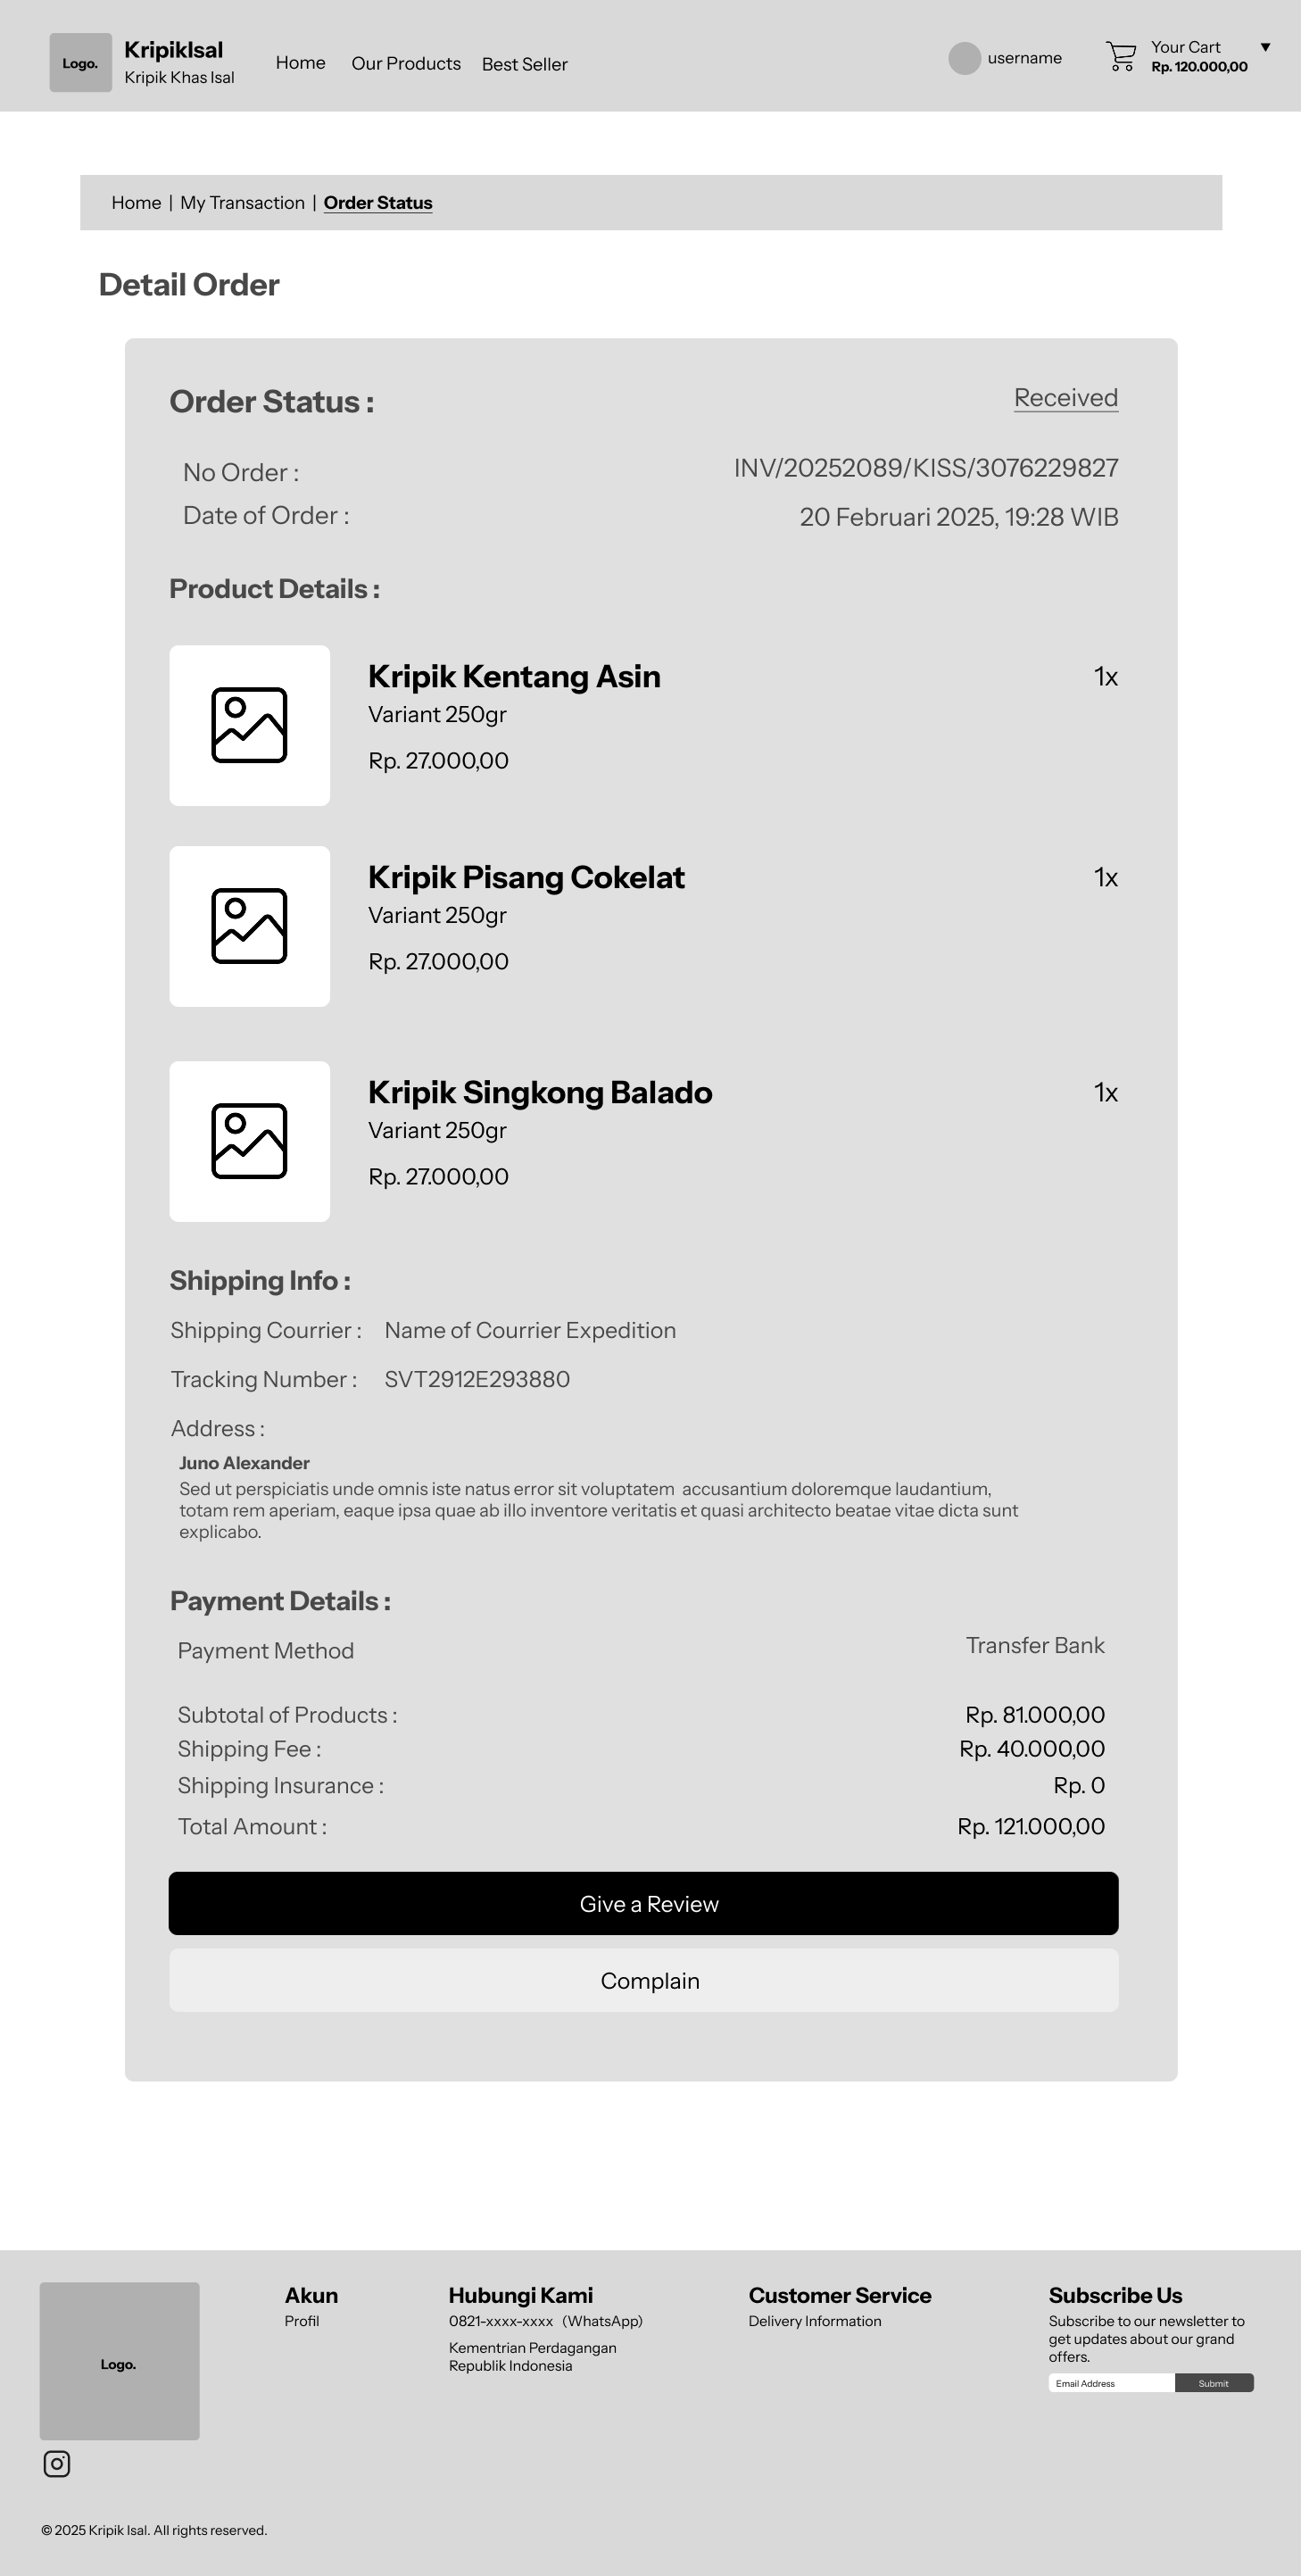 Logo.
KripikIsal
Kripik Khas Isal
Home
Our Products
Best Seller
username
Your Cart
Rp. 120.000,00
Home | My Transaction | Order Status
Detail Order
Order Status :
Received
No Order :
INV/20252089/KISS/3076229827
Date of Order :
20 Februari 2025, 19:28 WIB
Product Details :
Kripik Kentang Asin
1x
Variant 250gr
Rp. 27.000,00
Kripik Pisang Cokelat
1x
Variant 250gr
Rp. 27.000,00
Kripik Singkong Balado
1x
Variant 250gr
Rp. 27.000,00
Shipping Info :
Shipping Courrier : Name of Courrier Expedition
Tracking Number : SVT2912E293880
Address :
Juno Alexander
Sed ut perspiciatis unde omnis iste natus error sit voluptatem accusantium doloremque laudantium,
totam rem aperiam, eaque ipsa quae ab illo inventore veritatis et quasi architecto beatae vitae dicta sunt
explicabo.
Payment Details :
Payment Method
Transfer Bank
Subtotal of Products :
Rp. 81.000,00
Shipping Fee :
Rp. 40.000,00
Shipping Insurance :
Rp. 0
Total Amount :
Rp. 121.000,00
Give a Review
Complain
Logo.
Akun
Profil
Hubungi Kami
0821-xxxx-xxxx (WhatsApp)
Kementrian Perdagangan
Republik Indonesia
Customer Service
Delivery Information
Subscribe Us
Subscribe to our newsletter to
get updates about our grand
offers.
Email Address
Submit
© 2025 Kripik Isal. All rights reserved.